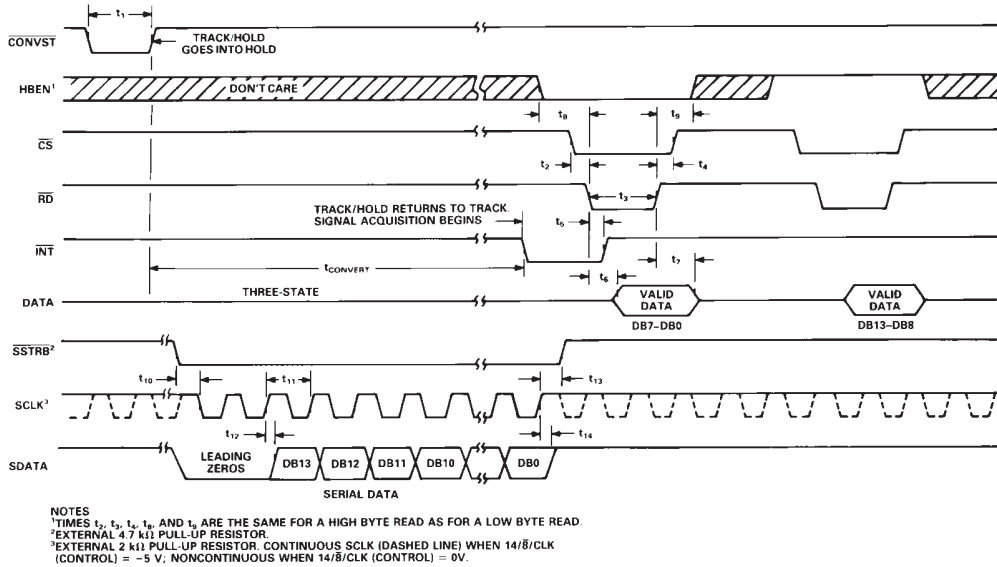 t1
CONVST
TRACK/HOLD
GOES INTO HOLD
HBEN1
DON'T CARE
t8
t9
CS
t2
t4
RD
t3
TRACK/HOLD RETURNS TO TRACK.
SIGNAL ACQUISITION BEGINS
t5
INT
tCONVERT
t7
t6
THREE-STATE
DATA
VALID
DATA
VALID
DATA
DB7–DB0
DB13–DB8
SSTRB2
t10
t11
t13
SCLK3
t12
t14
SDATA
LEADING
ZEROS
DB13
DB12
DB11
DB10
DB0
SERIAL DATA
NOTES
1TIMES t2, t3, t4, t8, AND t9 ARE THE SAME FOR A HIGH BYTE READ AS FOR A LOW BYTE READ.
2EXTERNAL 4.7 kΩ PULL-UP RESISTOR.
3EXTERNAL 2 kΩ PULL-UP RESISTOR. CONTINUOUS SCLK (DASHED LINE) WHEN 14/8/CLK
(CONTROL) = –5 V; NONCONTINUOUS WHEN 14/8/CLK (CONTROL) = 0V.